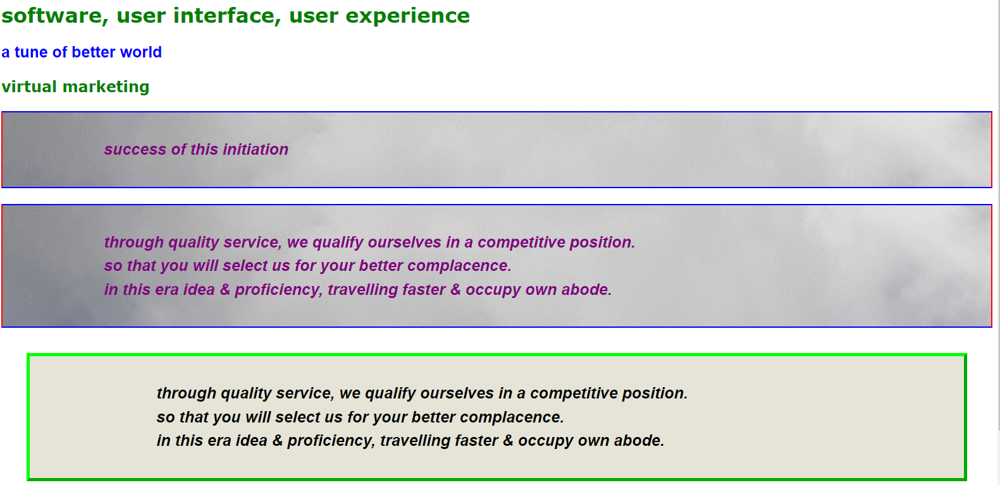 software, user interface, user experience
a tune of better world
virtual marketing
success of this initiation
through quality service, we qualify ourselves in a competitive position.
so that you will select us for your better complacence.
in this era idea & proficiency, travelling faster & occupy own abode.
through quality service, we qualify ourselves in a competitive position.
so that you will select us for your better complacence.
in this era idea & proficiency, travelling faster & occupy own abode.